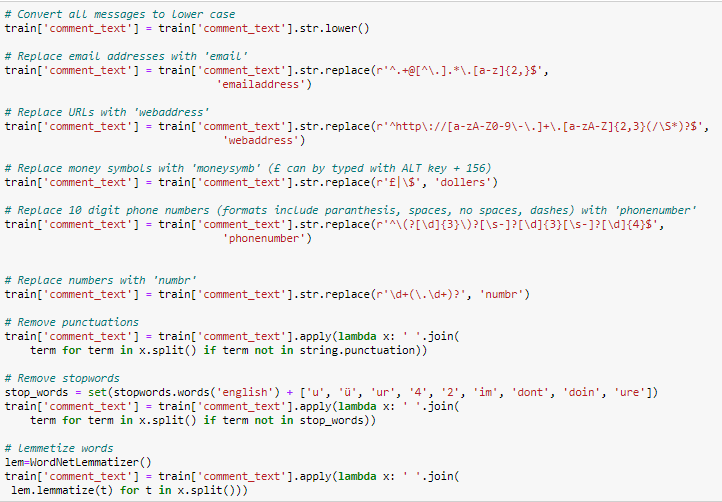 # Convert all messages to lower case
train['comment_text'] = train['comment_text'].str.lower()
# Replace email addresses with 'email'
train['comment_text'] = train['comment_text'].str.replace(r'^.+@[^\.].*\.[a-z]{2,}$',
'emailaddress')
# Replace URLs with 'webaddress'
train['comment_text'] = train['comment_text'].str.replace(r'^http\://[a-zA-Z0-9\-\.]+\.[a-zA-Z]{2,3}(/\S*)?$',
'webaddress')
# Replace money symbols with 'moneysymb' (£ can by typed with ALT key + 156)
train['comment_text'] = train['comment_text'].str.replace(r'£|\$', 'dollers')
# Replace 10 digit phone numbers (formats include paranthesis, spaces, no spaces, dashes) with 'phonenumber'
train['comment_text'] = train['comment_text'].str.replace(r'^\(?[\d]{3}\)?[\s-]?[\d]{3}[\s-]?[\d]{4}$',
'phonenumber')
# Replace numbers with 'numbr'
train['comment_text'] = train['comment_text'].str.replace(r'\d+(\.\d+)?', 'numbr')
# Remove punctuations
train['comment_text'] = train['comment_text'].apply(lambda x: ' '.join(
term for term in x.split() if term not in string.punctuation))
# Remove stopwords
stop_words = set(stopwords.words('english') + ['u', 'ü', 'ur', '4', '2', 'im', 'dont', 'doin', 'ure'])
train['comment_text'] = train['comment_text'].apply(lambda x: ' '.join(
term for term in x.split() if term not in stop_words))
# Lemmetize words
lem=WordNetLemmatizer()
train['comment_text'] = train['comment_text'].apply(lambda x: ' '.join(
lem.lemmatize(t) for t in x.split()))